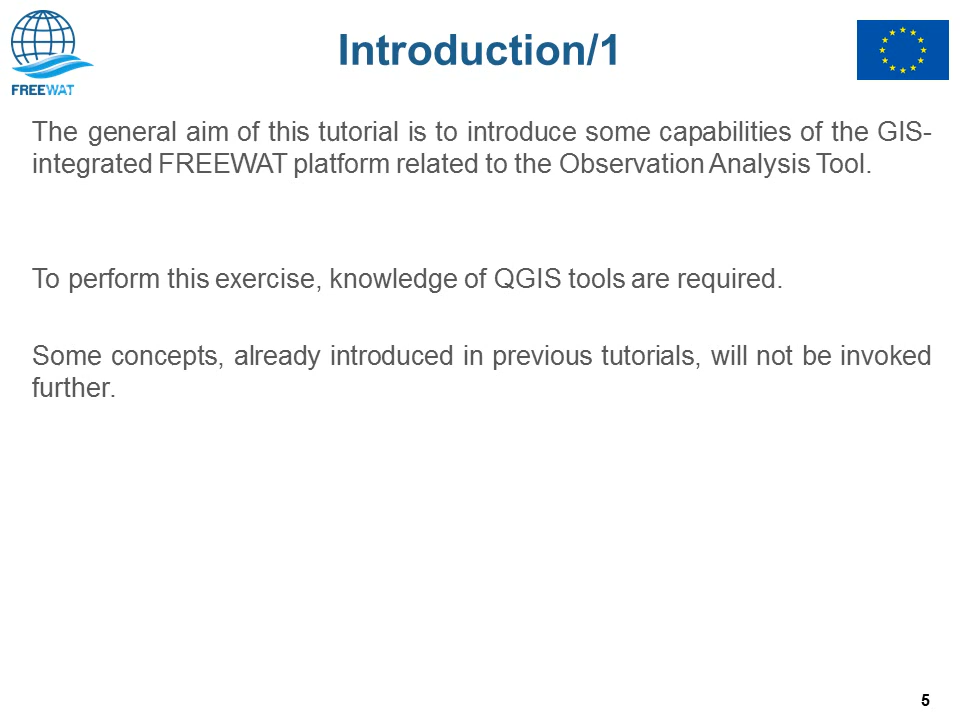 FREEWAT
Introduction/1
The general aim of this tutorial is to introduce some capabilities of the GIS-
integrated FREEWAT platform related to the Observation Analysis Tool.
To perform this exercise, knowledge of QGIS tools are required.
Some concepts, already introduced in previous tutorials, will not be invoked
further.
5